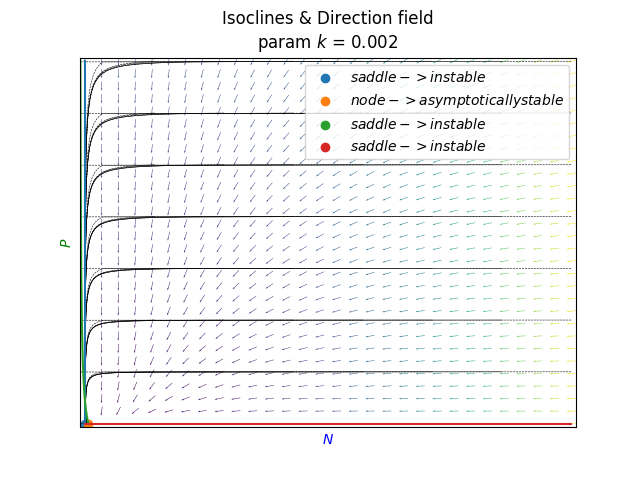 Isoclines & Direction field
param k = 0.002
saddle − > instable
node − > asymptoticallystable
saddle − > instable
saddle − > instable
P
N